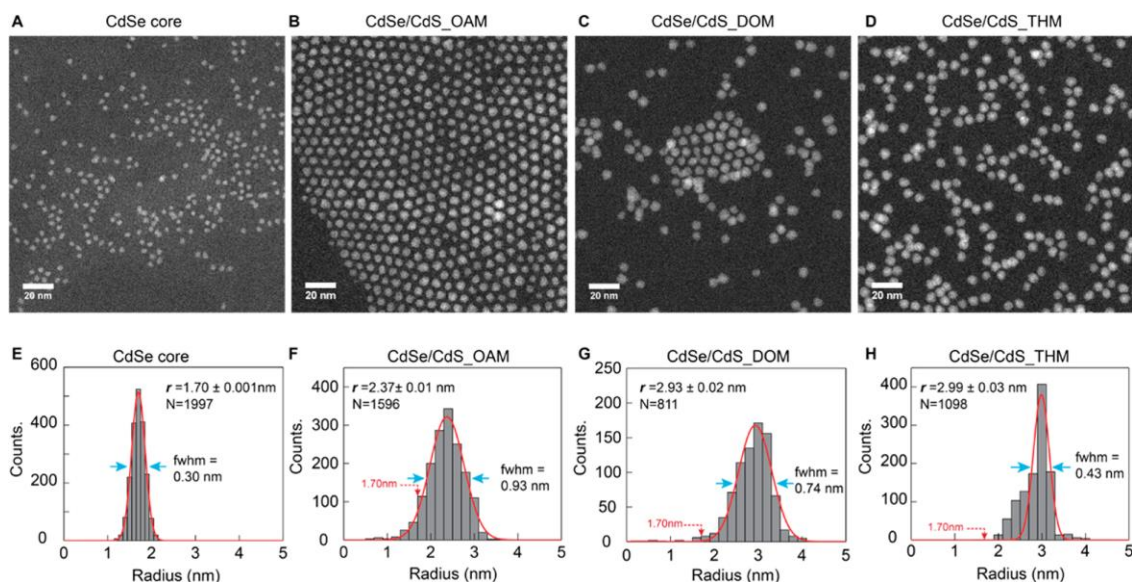 A CdSe core
B CdSe/CdS_OAM
C CdSe/CdS_DOM
D CdSe/CdS_THM
20 nm
20 nm
20 nm
20 nm
E CdSe core
600
400
200
0
Counts.
r =1.70 ± 0.001nm
N=1997
fwhm =
0.30 nm
0 1 2 3 4 5
Radius (nm)
F CdSe/CdS_OAM
400
300
200
100
0
Counts.
r =2.37± 0.01 nm
N=1596
1.70nm
fwhm =
0.93 nm
0 1 2 3 4 5
Radius (nm)
G CdSe/CdS_DOM
250
200
150
100
50
0
Counts.
r =2.93 ± 0.02 nm
N=811
1.70nm
fwhm =
0.74 nm
0 1 2 3 4 5
Radius (nm)
H CdSe/CdS_THM
400
300
200
100
0
Counts.
r =2.99 ± 0.03 nm
N=1098
1.70nm
fwhm =
0.43 nm
0 1 2 3 4 5
Radius (nm)